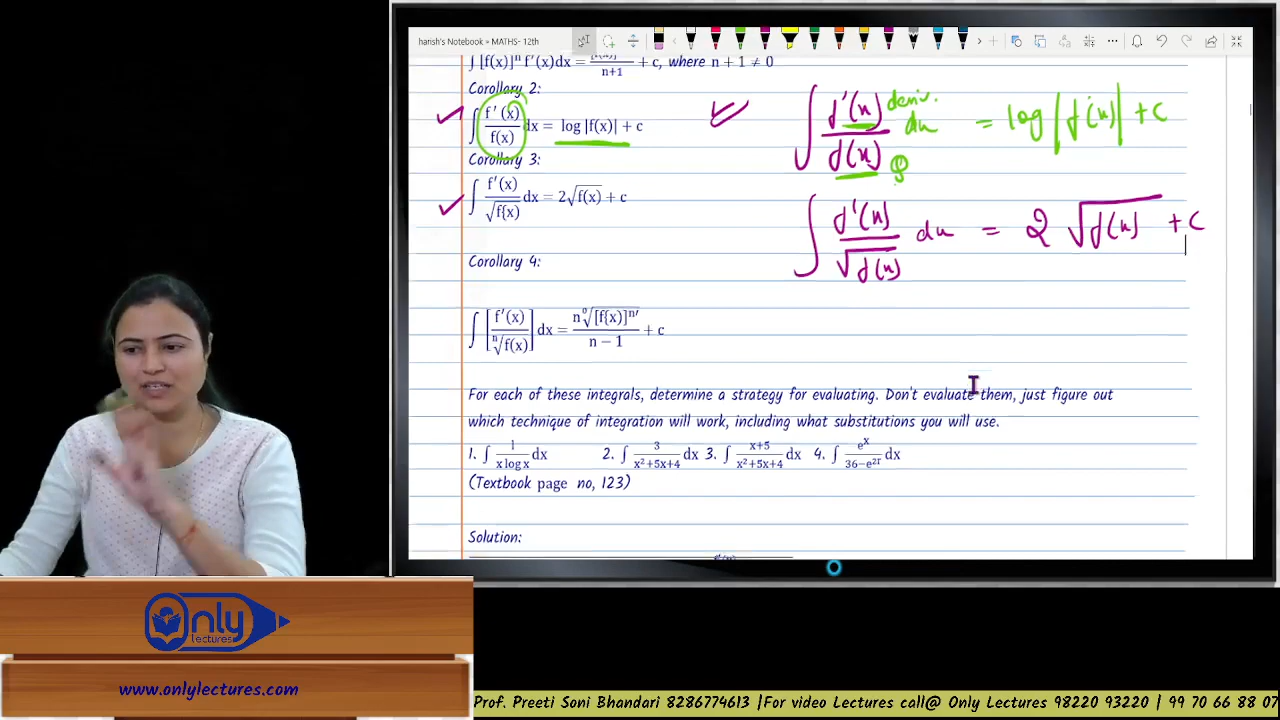 harish's Notebook » MATHS- 12th
∫ [f(x)]ⁿ f'(x)dx = [f(x)]ⁿ⁺¹/n+1 + c, where n + 1 ≠ 0
Corollary 2:
∫ f'(x)/f(x) dx = log |f(x)| + c
Corollary 3:
∫ f'(x)/√f(x) dx = 2√f(x) + c
Corollary 4:
∫ [f'(x)/ⁿ√f(x)] dx = n ⁿ√[f(x)]ⁿ'/n − 1 + c
∫ f'(x)/f(x) dx = log |f(x)| + c
deriv.
∫ f'(x)/√f(x) dx = 2 √f(x) + c
For each of these integrals, determine a strategy for evaluating. Don't evaluate them, just figure out
which technique of integration will work, including what substitutions you will use.
1. ∫ 1/x log x dx 2. ∫ 3/x²+5x+4 dx 3. ∫ x+5/x²+5x+4 dx 4. ∫ eˣ/36−e²ˣ dx
(Textbook page no, 123)
Solution:
Only
lectures
www.onlylectures.com
Prof. Preeti Soni Bhandari 8286774613 |For video Lectures call@ Only Lectures 98220 93220 | 99 70 66 88 07